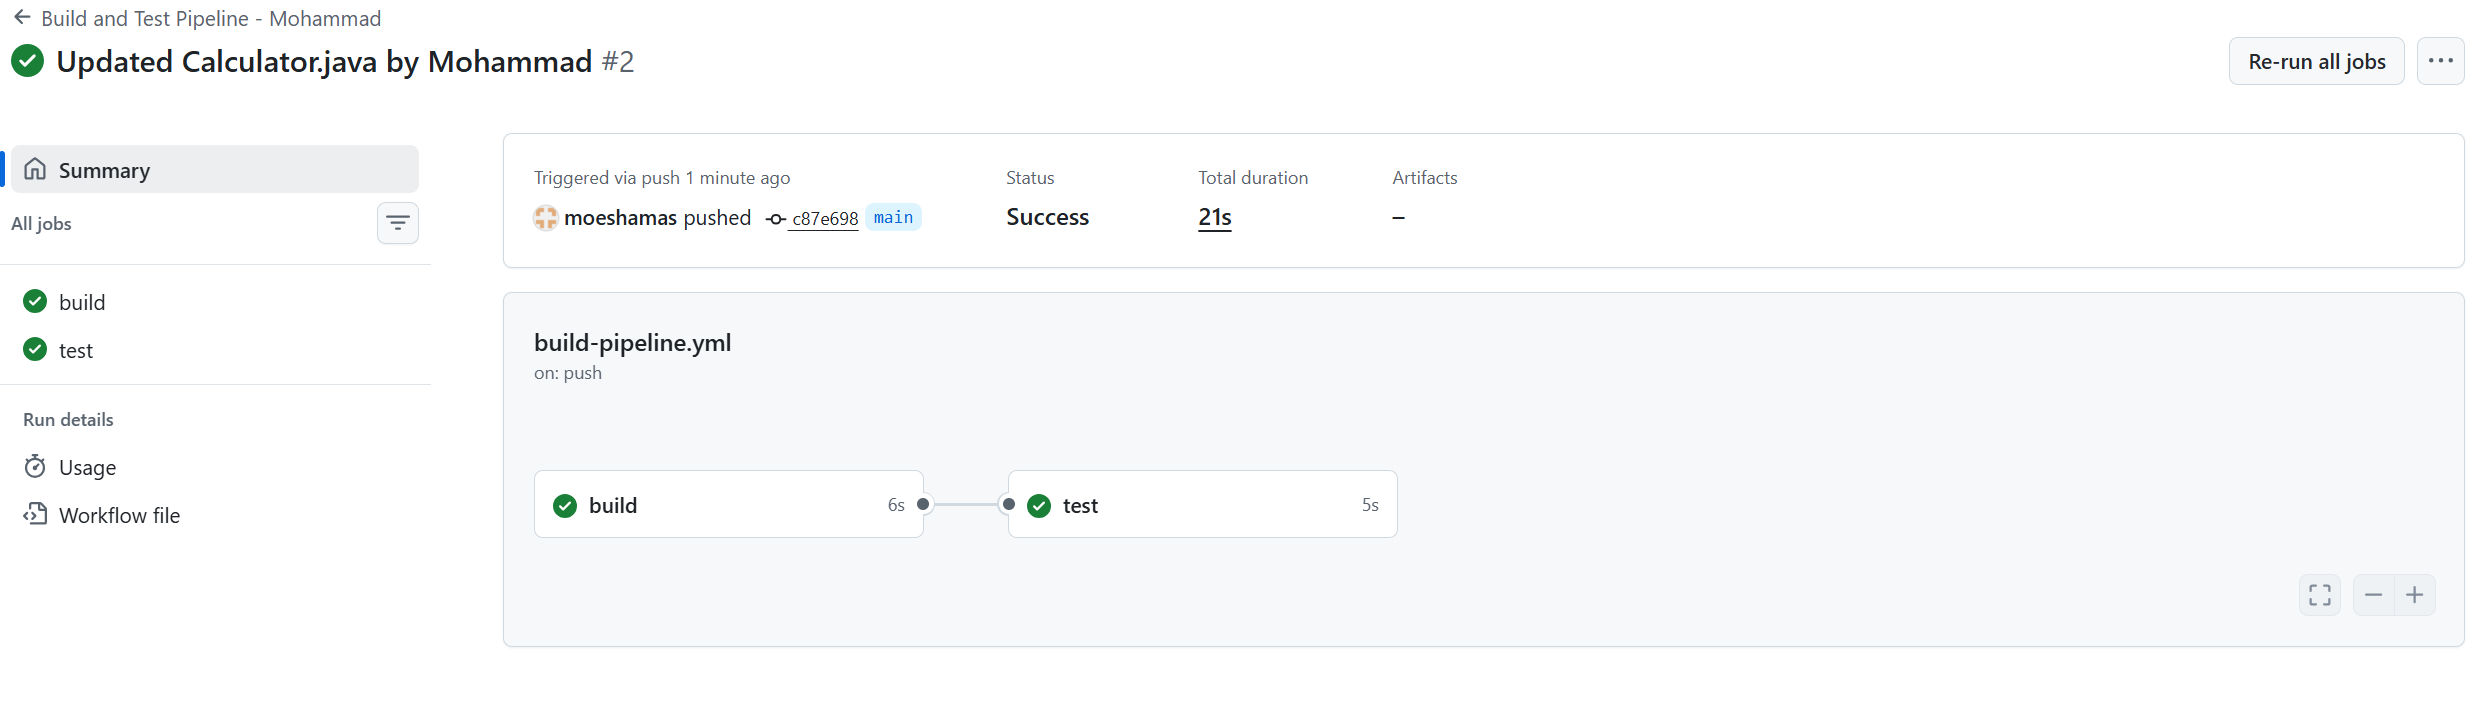 Build and Test Pipeline - Mohammad
Updated Calculator.java by Mohammad #2
Re-run all jobs
Summary
All jobs
build
test
Run details
Usage
Workflow file
Triggered via push 1 minute ago
moeshamas pushed c87e698 main
Status
Success
Total duration
21s
Artifacts
–
build-pipeline.yml
on: push
build 6s
test 5s